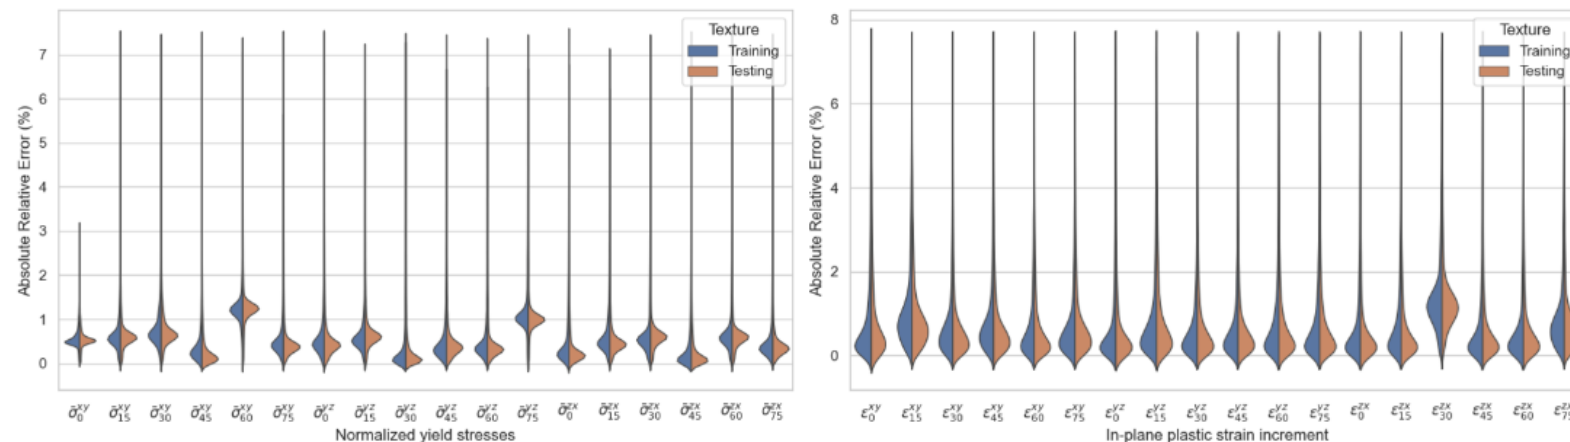 Texture
Training
Testing
7
6
5
4
3
2
1
0
Absolute Relative Error (%)
σ̃₀ˣʸ σ̃₁₅ˣʸ σ̃₃₀ˣʸ σ̃₄₅ˣʸ σ̃₆₀ˣʸ σ̃₇₅ˣʸ σ̃₀ʸᶻ σ̃₁₅ʸᶻ σ̃₃₀ʸᶻ σ̃₄₅ʸᶻ σ̃₆₀ʸᶻ σ̃₇₅ʸᶻ σ̃₀ᶻˣ σ̃₁₅ᶻˣ σ̃₃₀ᶻˣ σ̃₄₅ᶻˣ σ̃₆₀ᶻˣ σ̃₇₅ᶻˣ
Normalized yield stresses
Texture
Training
Testing
8
6
4
2
0
Absolute Relative Error (%)
ε₀ˣʸ ε₁₅ˣʸ ε₃₀ˣʸ ε₄₅ˣʸ ε₆₀ˣʸ ε₇₅ˣʸ ε₀ʸᶻ ε₁₅ʸᶻ ε₃₀ʸᶻ ε₄₅ʸᶻ ε₆₀ʸᶻ ε₇₅ʸᶻ ε₀ᶻˣ ε₁₅ᶻˣ ε₃₀ᶻˣ ε₄₅ᶻˣ ε₆₀ᶻˣ ε₇₅ᶻˣ
In-plane plastic strain increment